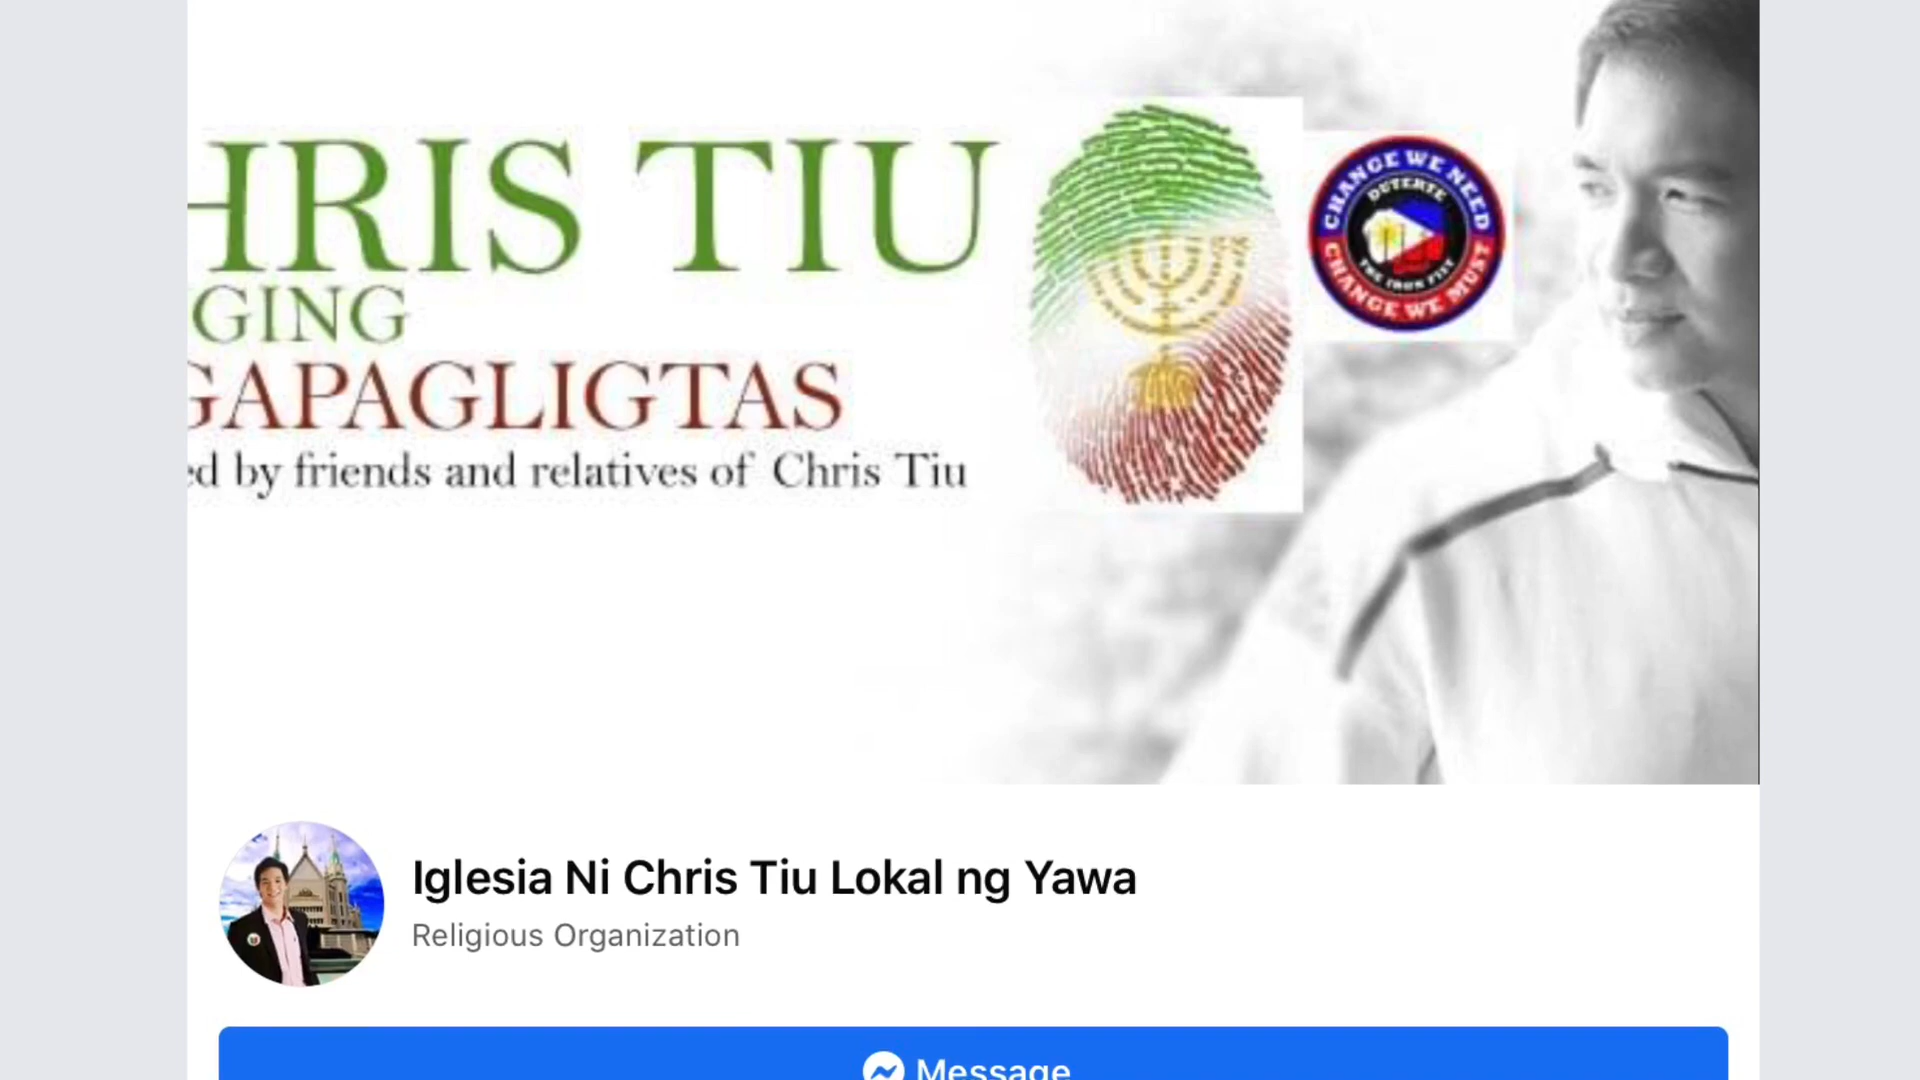 HRIS TIU
GING
GAPAGLIGTAS
ed by friends and relatives of Chris Tiu
CHANGE WE NEED
DUTERTE
THE IRON FIST
CHANGE WE MUST
Iglesia Ni Chris Tiu Lokal ng Yawa
Religious Organization
Message